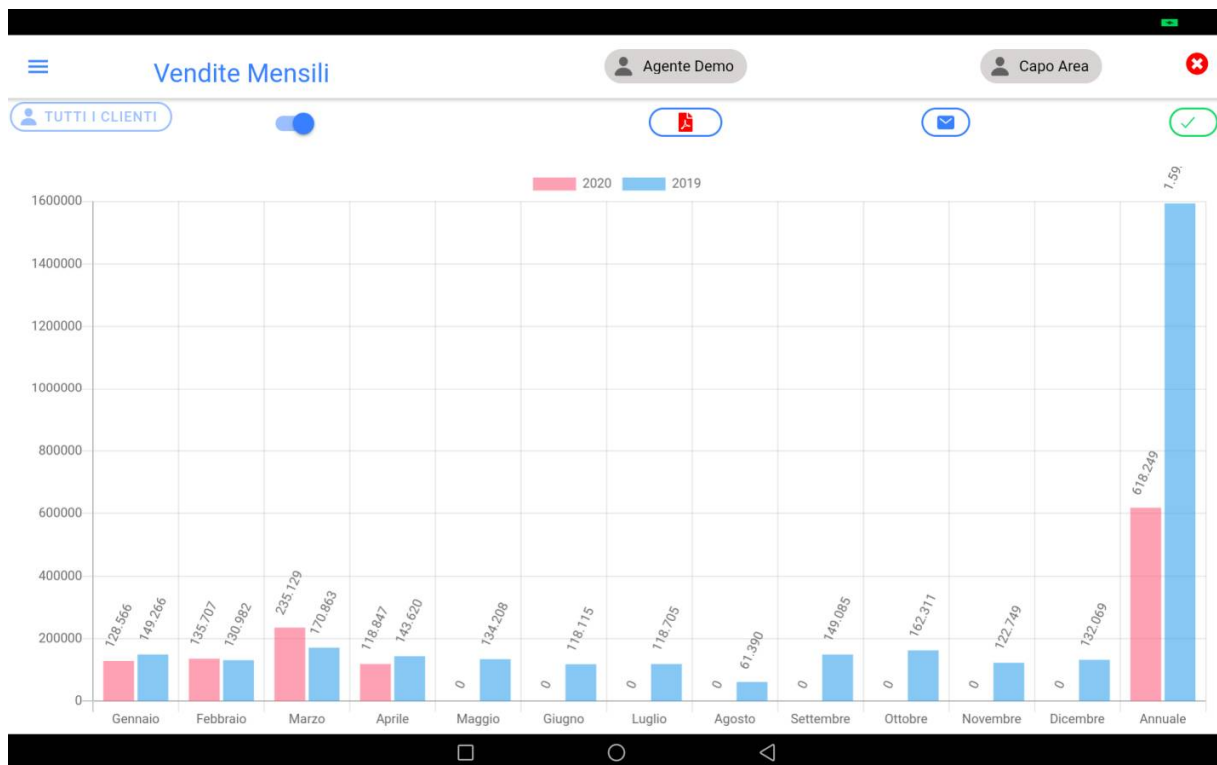 Vendite Mensili
Agente Demo
Capo Area
TUTTI I CLIENTI
2020
2019
1600000
1400000
1200000
1000000
800000
600000
400000
200000
0
128.566
149.266
135.707
130.982
235.129
170.863
118.847
143.620
0
134.208
0
118.115
0
118.705
0
61.390
0
149.085
0
162.311
0
122.749
0
132.069
618.249
1.59
Gennaio
Febbraio
Marzo
Aprile
Maggio
Giugno
Luglio
Agosto
Settembre
Ottobre
Novembre
Dicembre
Annuale